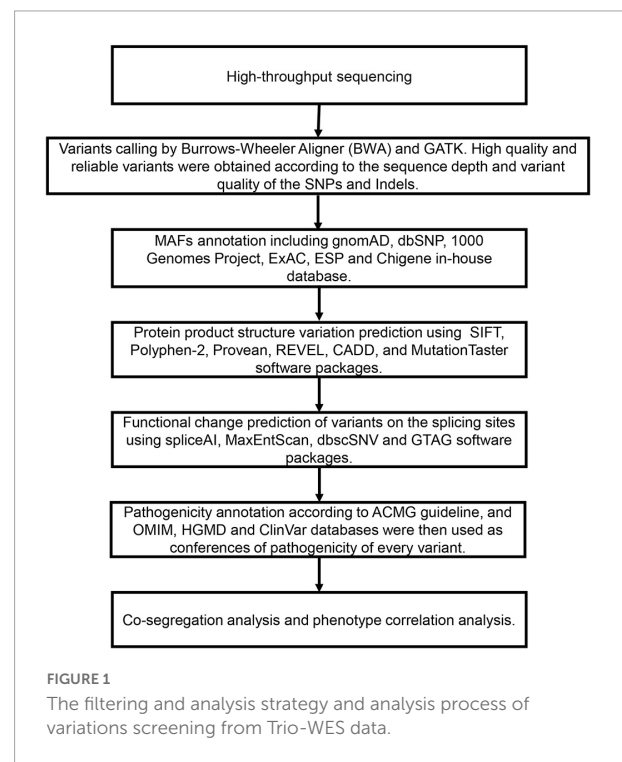 High-throughput sequencing
Variants calling by Burrows-Wheeler Aligner (BWA) and GATK. High quality and
reliable variants were obtained according to the sequence depth and variant
quality of the SNPs and Indels.
MAFs annotation including gnomAD, dbSNP, 1000
Genomes Project, ExAC, ESP and Chigene in-house
database.
Protein product structure variation prediction using SIFT,
Polyphen-2, Provean, REVEL, CADD, and MutationTaster
software packages.
Functional change prediction of variants on the splicing sites
using spliceAI, MaxEntScan, dbscSNV and GTAG software
packages.
Pathogenicity annotation according to ACMG guideline, and
OMIM, HGMD and ClinVar databases were then used as
conferences of pathogenicity of every variant.
Co-segregation analysis and phenotype correlation analysis.
FIGURE 1
The filtering and analysis strategy and analysis process of
variations screening from Trio-WES data.